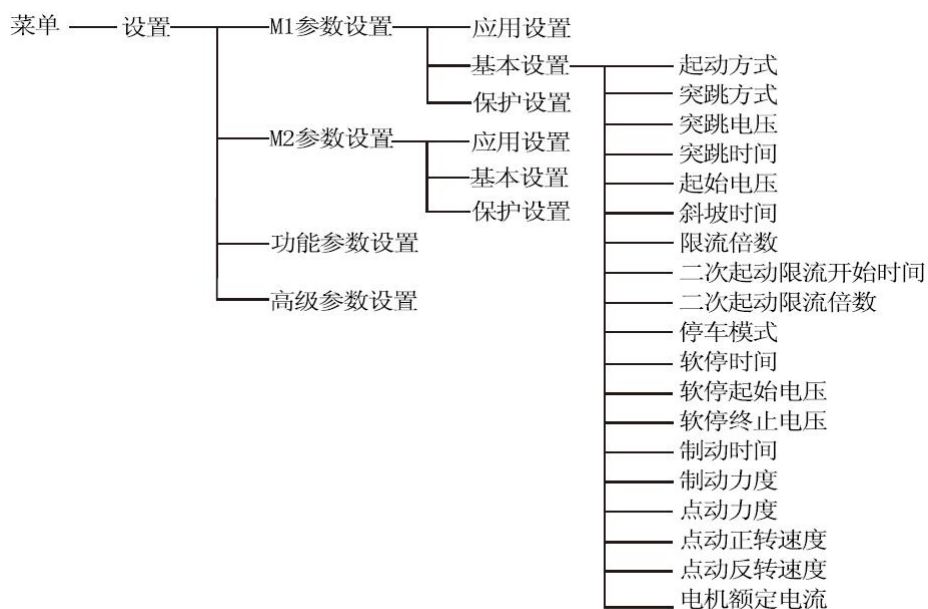 菜单 设置 M1参数设置 应用设置
基本设置 起动方式
突跳方式
保护设置
突跳电压
M2参数设置 应用设置
突跳时间
基本设置
起始电压
保护设置
斜坡时间
功能参数设置
限流倍数
二次起动限流开始时间
高级参数设置
二次起动限流倍数
停车模式
软停时间
软停起始电压
软停终止电压
制动时间
制动力度
点动力度
点动正转速度
点动反转速度
电机额定电流